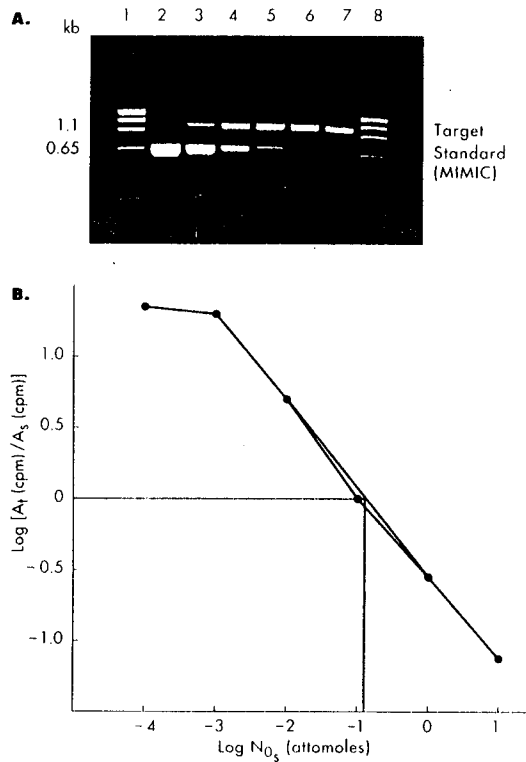 A.
kb 1 2 3 4 5 6 7 8
1.1
0.65
Target
Standard
(MIMIC)
B.
Log [At (cpm)/As (cpm)]
1.0
0.5
0
-0.5
-1.0
-4 -3 -2 -1 0 1
Log N0s (attomoles)